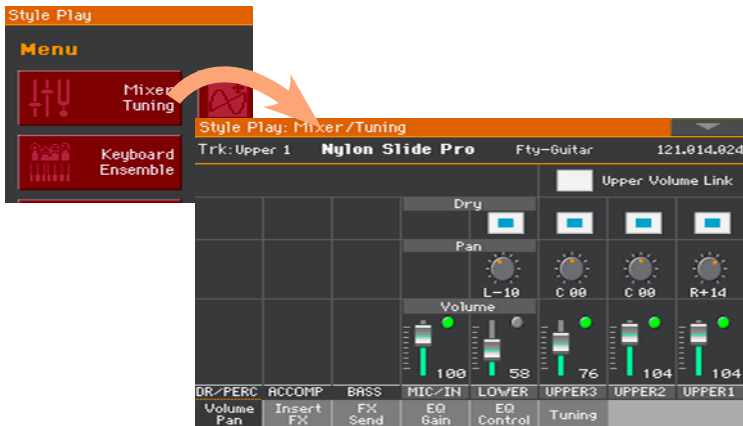 Style Play
Menu
Mixer
Tuning
Keyboard
Ensemble
Style Play: Mixer/Tuning
Trk:Upper 1 Nylon Slide Pro Fty-Guitar 121.014.024
Upper Volume Link
Dry
Pan
L-10 C 00 C 00 R+14
Volume
100 58 76 104 104
DR/PERC ACCOMP BASS MIC/IN LOWER UPPER3 UPPER2 UPPER1
Volume Pan Insert FX FX Send EQ Gain EQ Control Tuning